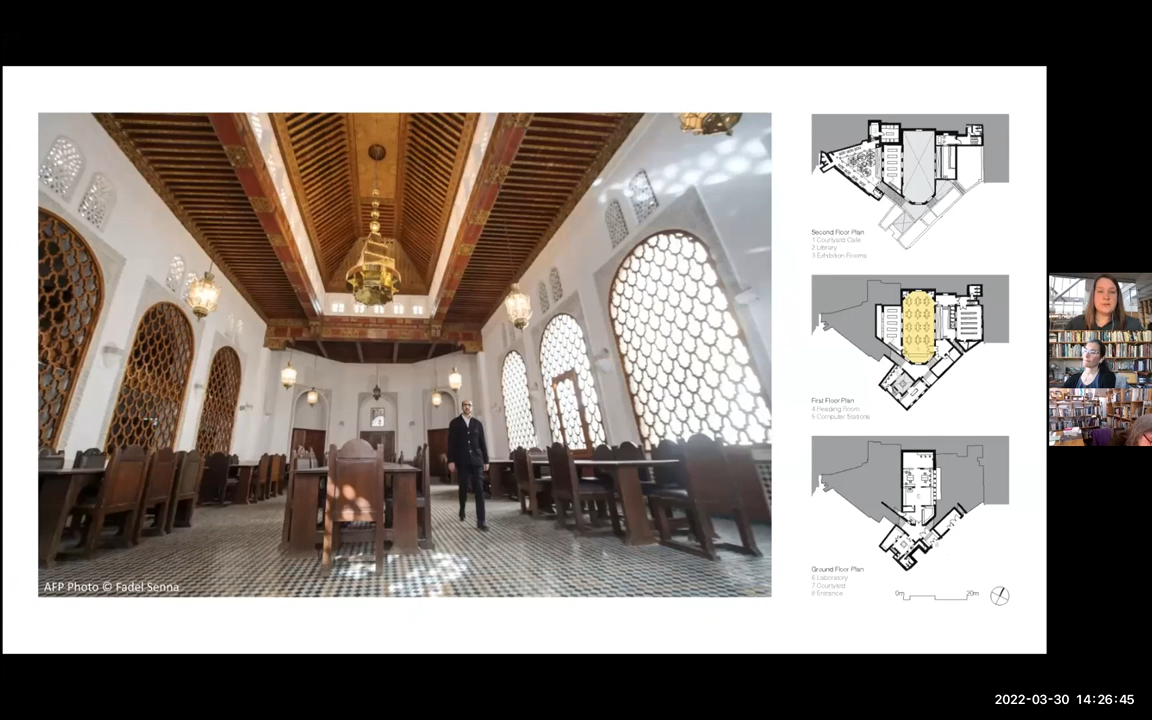 AFP Photo © Fadel Senna
Second Floor Plan
1 Courtyard Cafe
2 Library
3 Exhibition Rooms
First Floor Plan
4 Reading Room
5 Computer Stations
Ground Floor Plan
6 Laboratory
7 Courtyard
8 Entrance
0m 20m
2022-03-30 14:26:45